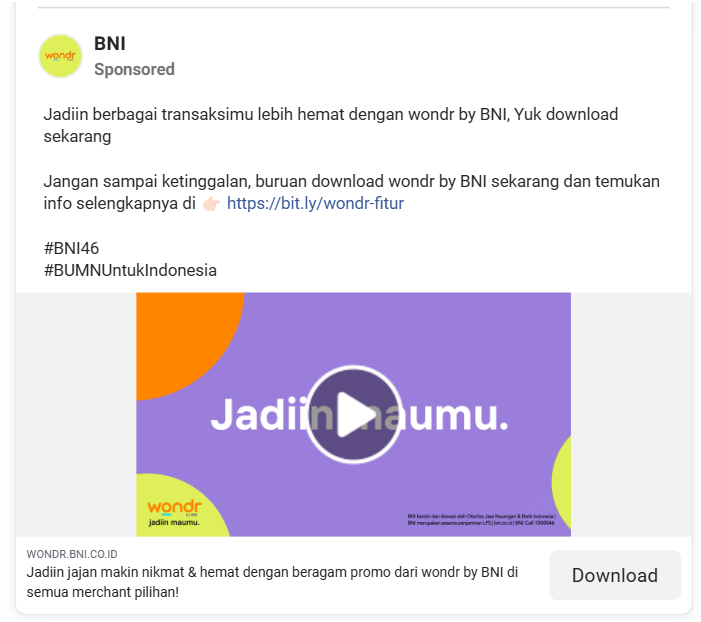 wondr
BNI
Sponsored
Jadiin berbagai transaksimu lebih hemat dengan wondr by BNI, Yuk download
sekarang
Jangan sampai ketinggalan, buruan download wondr by BNI sekarang dan temukan
info selengkapnya di 👉🏻 https://bit.ly/wondr-fitur
#BNI46
#BUMNUntukIndonesia
Jadiin maumu.
wondr
by BNI
jadiin maumu.
BNI berizin dan diawasi oleh Otoritas Jasa Keuangan & Bank Indonesia |
BNI merupakan peserta penjaminan LPS | bni.co.id | BNI Call 1500046
WONDR.BNI.CO.ID
Jadiin jajan makin nikmat & hemat dengan beragam promo dari wondr by BNI di
semua merchant pilihan!
Download